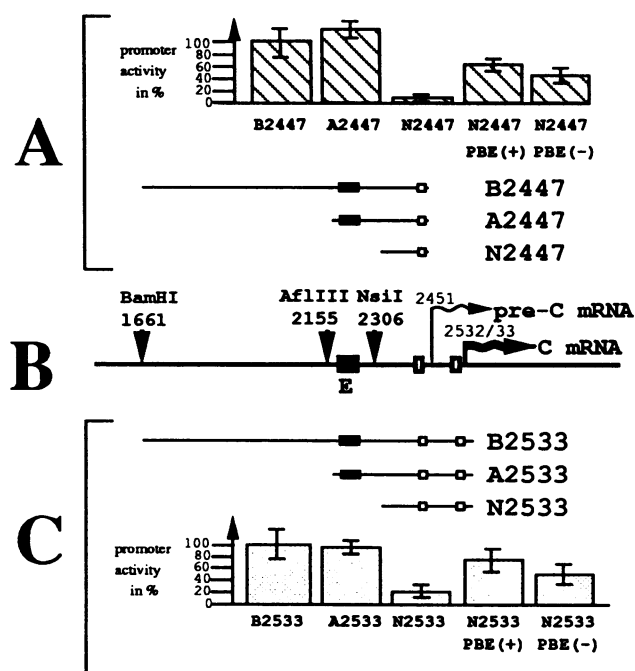 A
promoter
activity
in %
100
80
60
40
20
0
B2447 A2447 N2447 N2447 N2447
PBE(+) PBE(-)
B2447
A2447
N2447
B
BamHI
1661
AflIII
2155
NsiI
2306
2451
pre-C mRNA
2532/33
C mRNA
E
C
B2533
A2533
N2533
promoter
activity
in %
100
80
60
40
20
0
B2533 A2533 N2533 N2533 N2533
PBE(+) PBE(-)